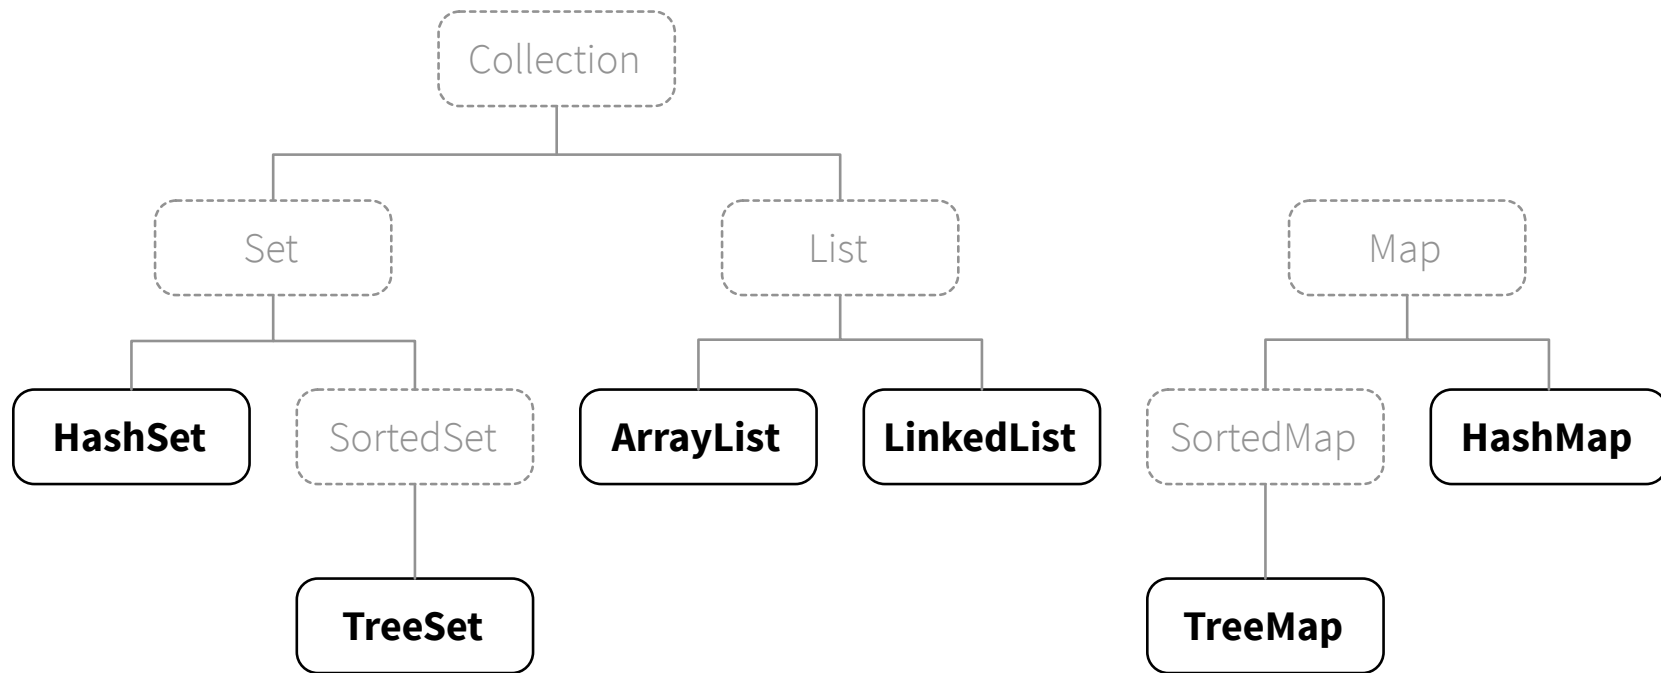 Collection
Set
List
Map
HashSet
SortedSet
ArrayList
LinkedList
SortedMap
HashMap
TreeSet
TreeMap